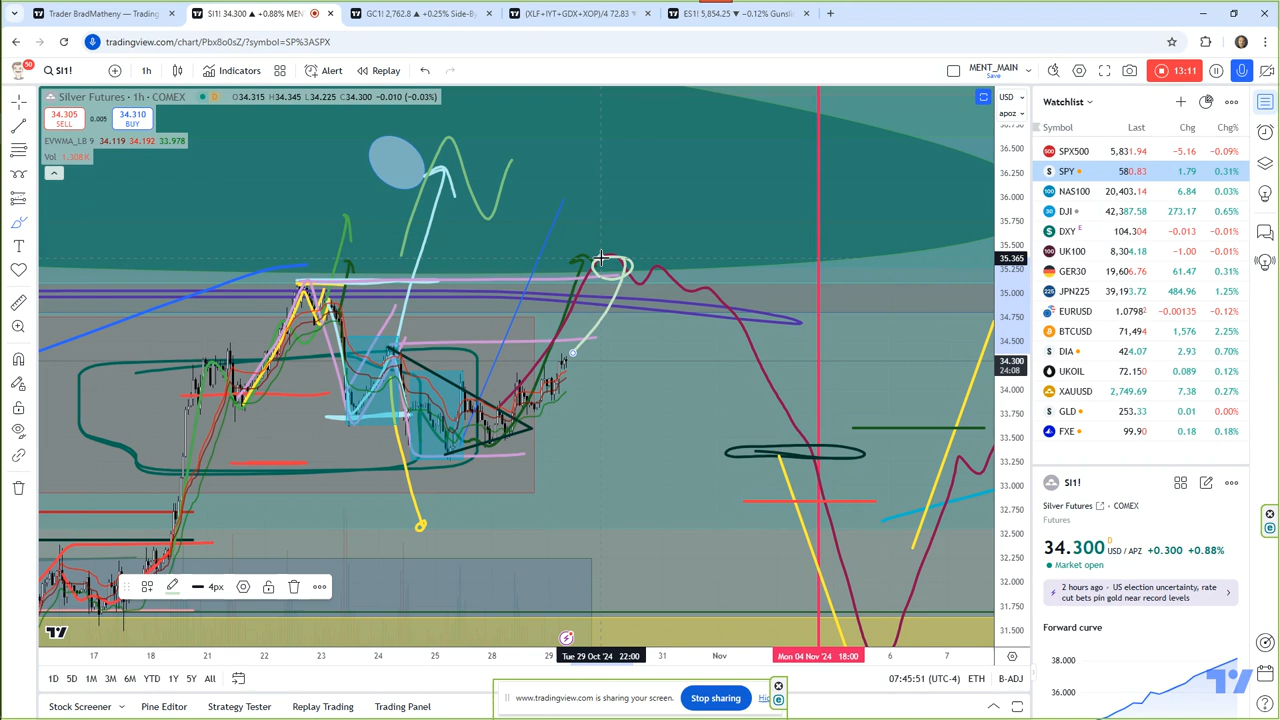 Trader BradMatheny — Trading
SI1! 34.300 ▲ +0.88% MEN
GC1! 2,762.8 ▲ +0.25% Side-By
(XLF+IYT+GDX+XOP)/4 72.83
ES1! 5,854.25 ▼ −0.12% Gunsli
tradingview.com/chart/Pbx8o0sZ/?symbol=SP%3ASPX
50
SI1!
1h
Indicators
Alert
Replay
MENT_MAIN
Save
13:11
Silver Futures · 1h · COMEX
D
O34.315 H34.345 L34.225 C34.300 −0.010 (−0.03%)
34.305
SELL
0.005
34.310
BUY
EVWMA_LB 9 34.119 34.192 33.978
Vol 1.308K
USD
apoz
36.750
36.500
36.250
36.000
35.750
35.500
35.365
35.250
35.000
34.750
34.500
34.300
24:08
34.000
33.750
33.500
33.250
33.000
32.750
32.500
32.250
32.000
31.750
31.500
4px
17
18
21
22
23
24
25
28
29
Tue 29 Oct '24 22:00
31
Nov
Mon 04 Nov '24 18:00
6
7
1D 5D 1M 3M 6M YTD 1Y 5Y All
07:45:51 (UTC-4) ETH B-ADJ
Stock Screener
Pine Editor
Strategy Tester
Replay Trading
Trading Panel
www.tradingview.com is sharing your screen.
Stop sharing
Watchlist
Symbol Last Chg Chg%
SPX500 5,831.94 −5.16 −0.09%
SPY 580.83 1.79 0.31%
NAS100 20,403.14 6.84 0.03%
DJI 42,387.58 273.17 0.65%
DXY E 104.304 −0.013 −0.01%
UK100 8,304.18 −1.00 −0.01%
GER30 19,606.76 61.47 0.31%
JPN225 39,193.72 484.96 1.25%
EURUSD 1.0798² −0.00135 −0.12%
BTCUSD 71,494 1,576 2.25%
DIA 424.07 2.93 0.70%
UKOIL 72.150 0.089 0.12%
XAUUSD 2,749.69 7.38 0.27%
GLD 253.33 0.01 0.00%
FXE 99.90 0.18 0.18%
SI1!
Silver Futures · COMEX
Futures
34.300 D USD / APZ +0.300 +0.88%
Market open
2 hours ago · US election uncertainty, rate
cut bets pin gold near record levels
Forward curve
38.000
36.000